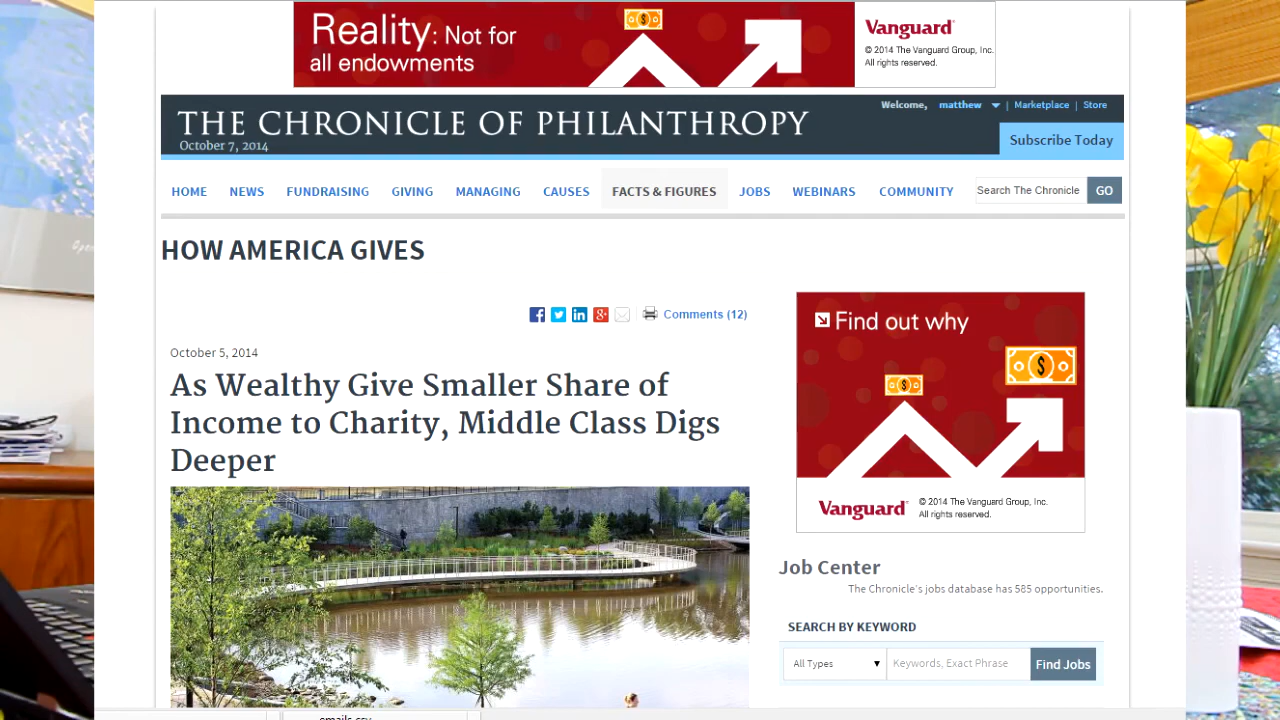 Reality: Not for
all endowments
Vanguard®
© 2014 The Vanguard Group, Inc.
All rights reserved.
Welcome, matthew | Marketplace | Store
THE CHRONICLE OF PHILANTHROPY
October 7, 2014
Subscribe Today
HOME NEWS FUNDRAISING GIVING MANAGING CAUSES FACTS & FIGURES JOBS WEBINARS COMMUNITY Search The Chronicle GO
HOW AMERICA GIVES
Comments (12)
October 5, 2014
As Wealthy Give Smaller Share of
Income to Charity, Middle Class Digs
Deeper
Find out why
Vanguard®
© 2014 The Vanguard Group, Inc.
All rights reserved.
Job Center
The Chronicle's jobs database has 585 opportunities.
SEARCH BY KEYWORD
All Types Keywords, Exact Phrase Find Jobs